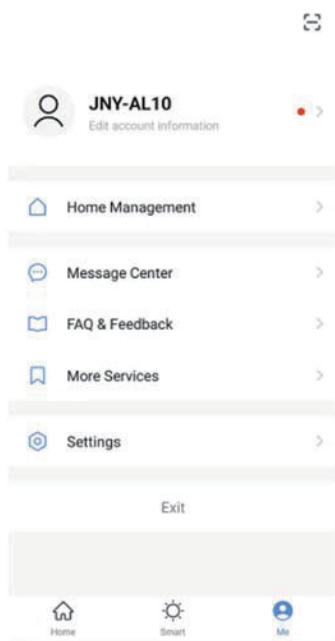 JNY-AL10
Edit account information
Home Management
Message Center
FAQ & Feedback
More Services
Settings
Exit
Home
Smart
Me